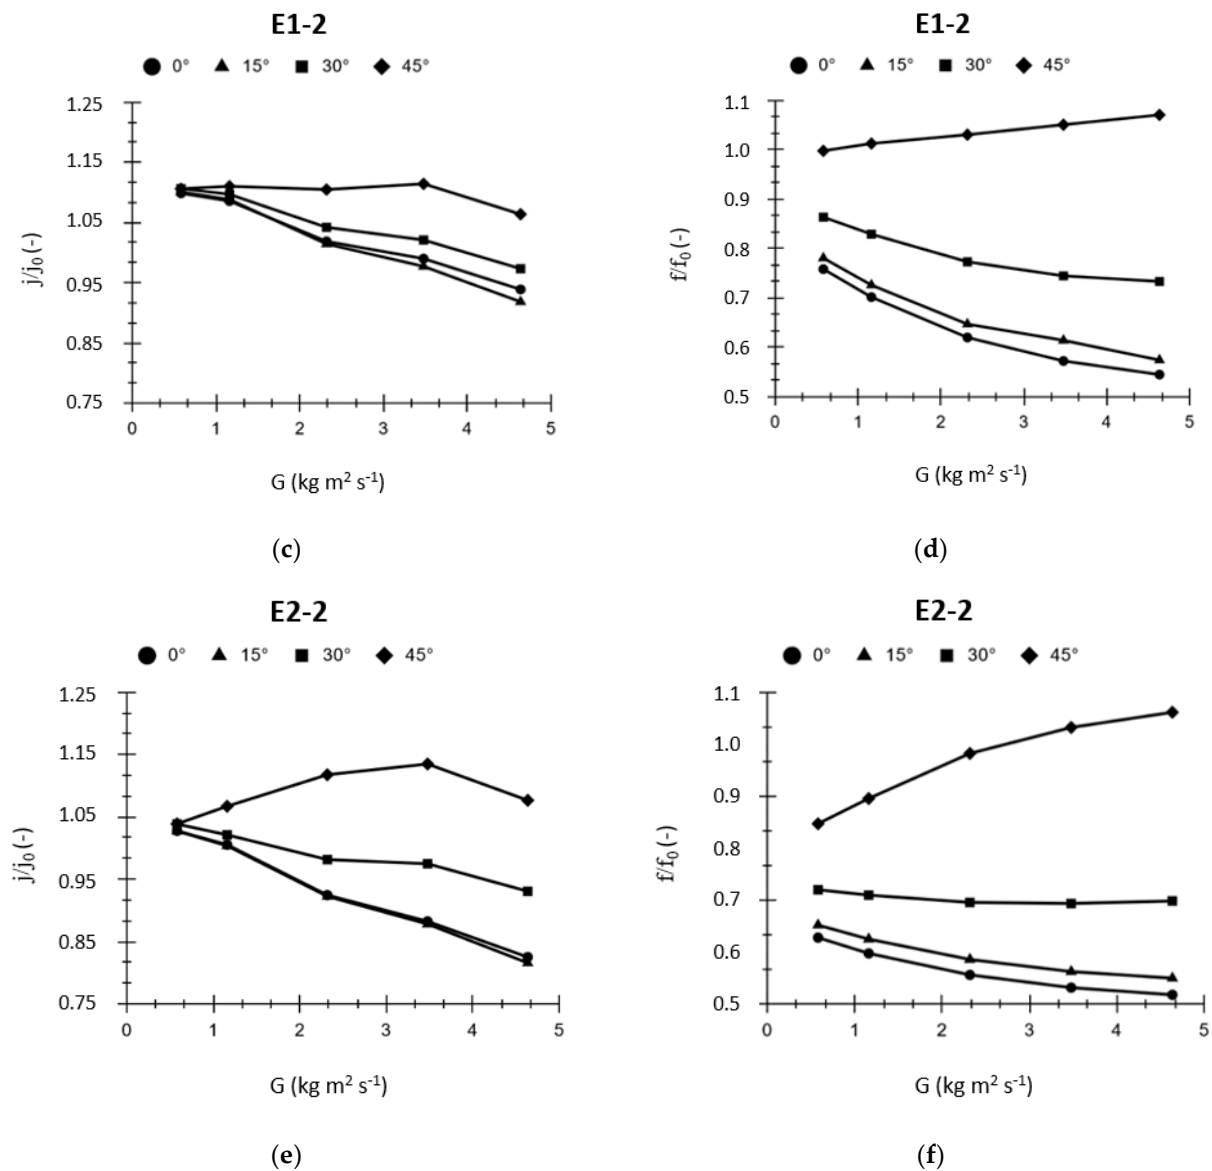 E1-2
0° 15° 30° 45°
1.25
1.15
1.05
0.95
0.85
0.75
j/j0 (-)
0 1 2 3 4 5
G (kg m2 s-1)
(c)
E1-2
0° 15° 30° 45°
1.1
1.0
0.9
0.8
0.7
0.6
0.5
f/f0 (-)
0 1 2 3 4 5
G (kg m2 s-1)
(d)
E2-2
0° 15° 30° 45°
1.25
1.15
1.05
0.95
0.85
0.75
j/j0 (-)
0 1 2 3 4 5
G (kg m2 s-1)
(e)
E2-2
0° 15° 30° 45°
1.1
1.0
0.9
0.8
0.7
0.6
0.5
f/f0 (-)
0 1 2 3 4 5
G (kg m2 s-1)
(f)